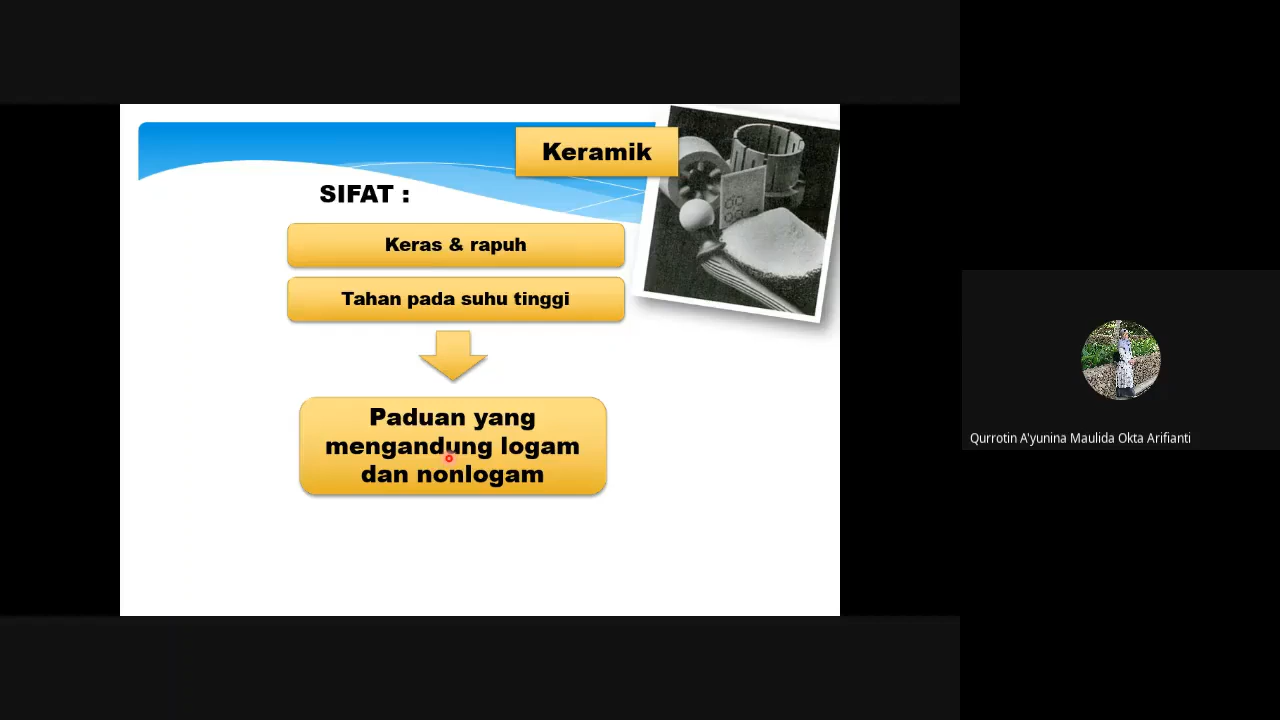 Keramik
SIFAT :
Keras & rapuh
Tahan pada suhu tinggi
Paduan yang
mengandung logam
dan nonlogam
Qurrotin A'yunina Maulida Okta Arifianti